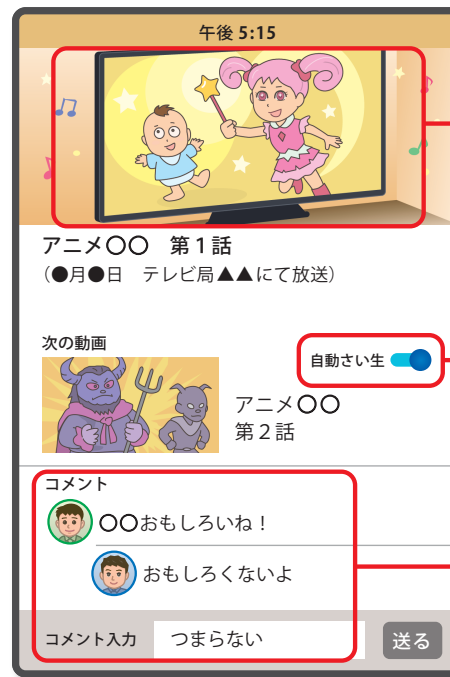 午後 5:15
アニメ〇〇 第1話
（●月●日 テレビ局▲▲にて放送）
次の動画
自動さい生
アニメ〇〇
第2話
コメント
〇〇おもしろいね！
おもしろくないよ
コメント入力 つまらない 送る